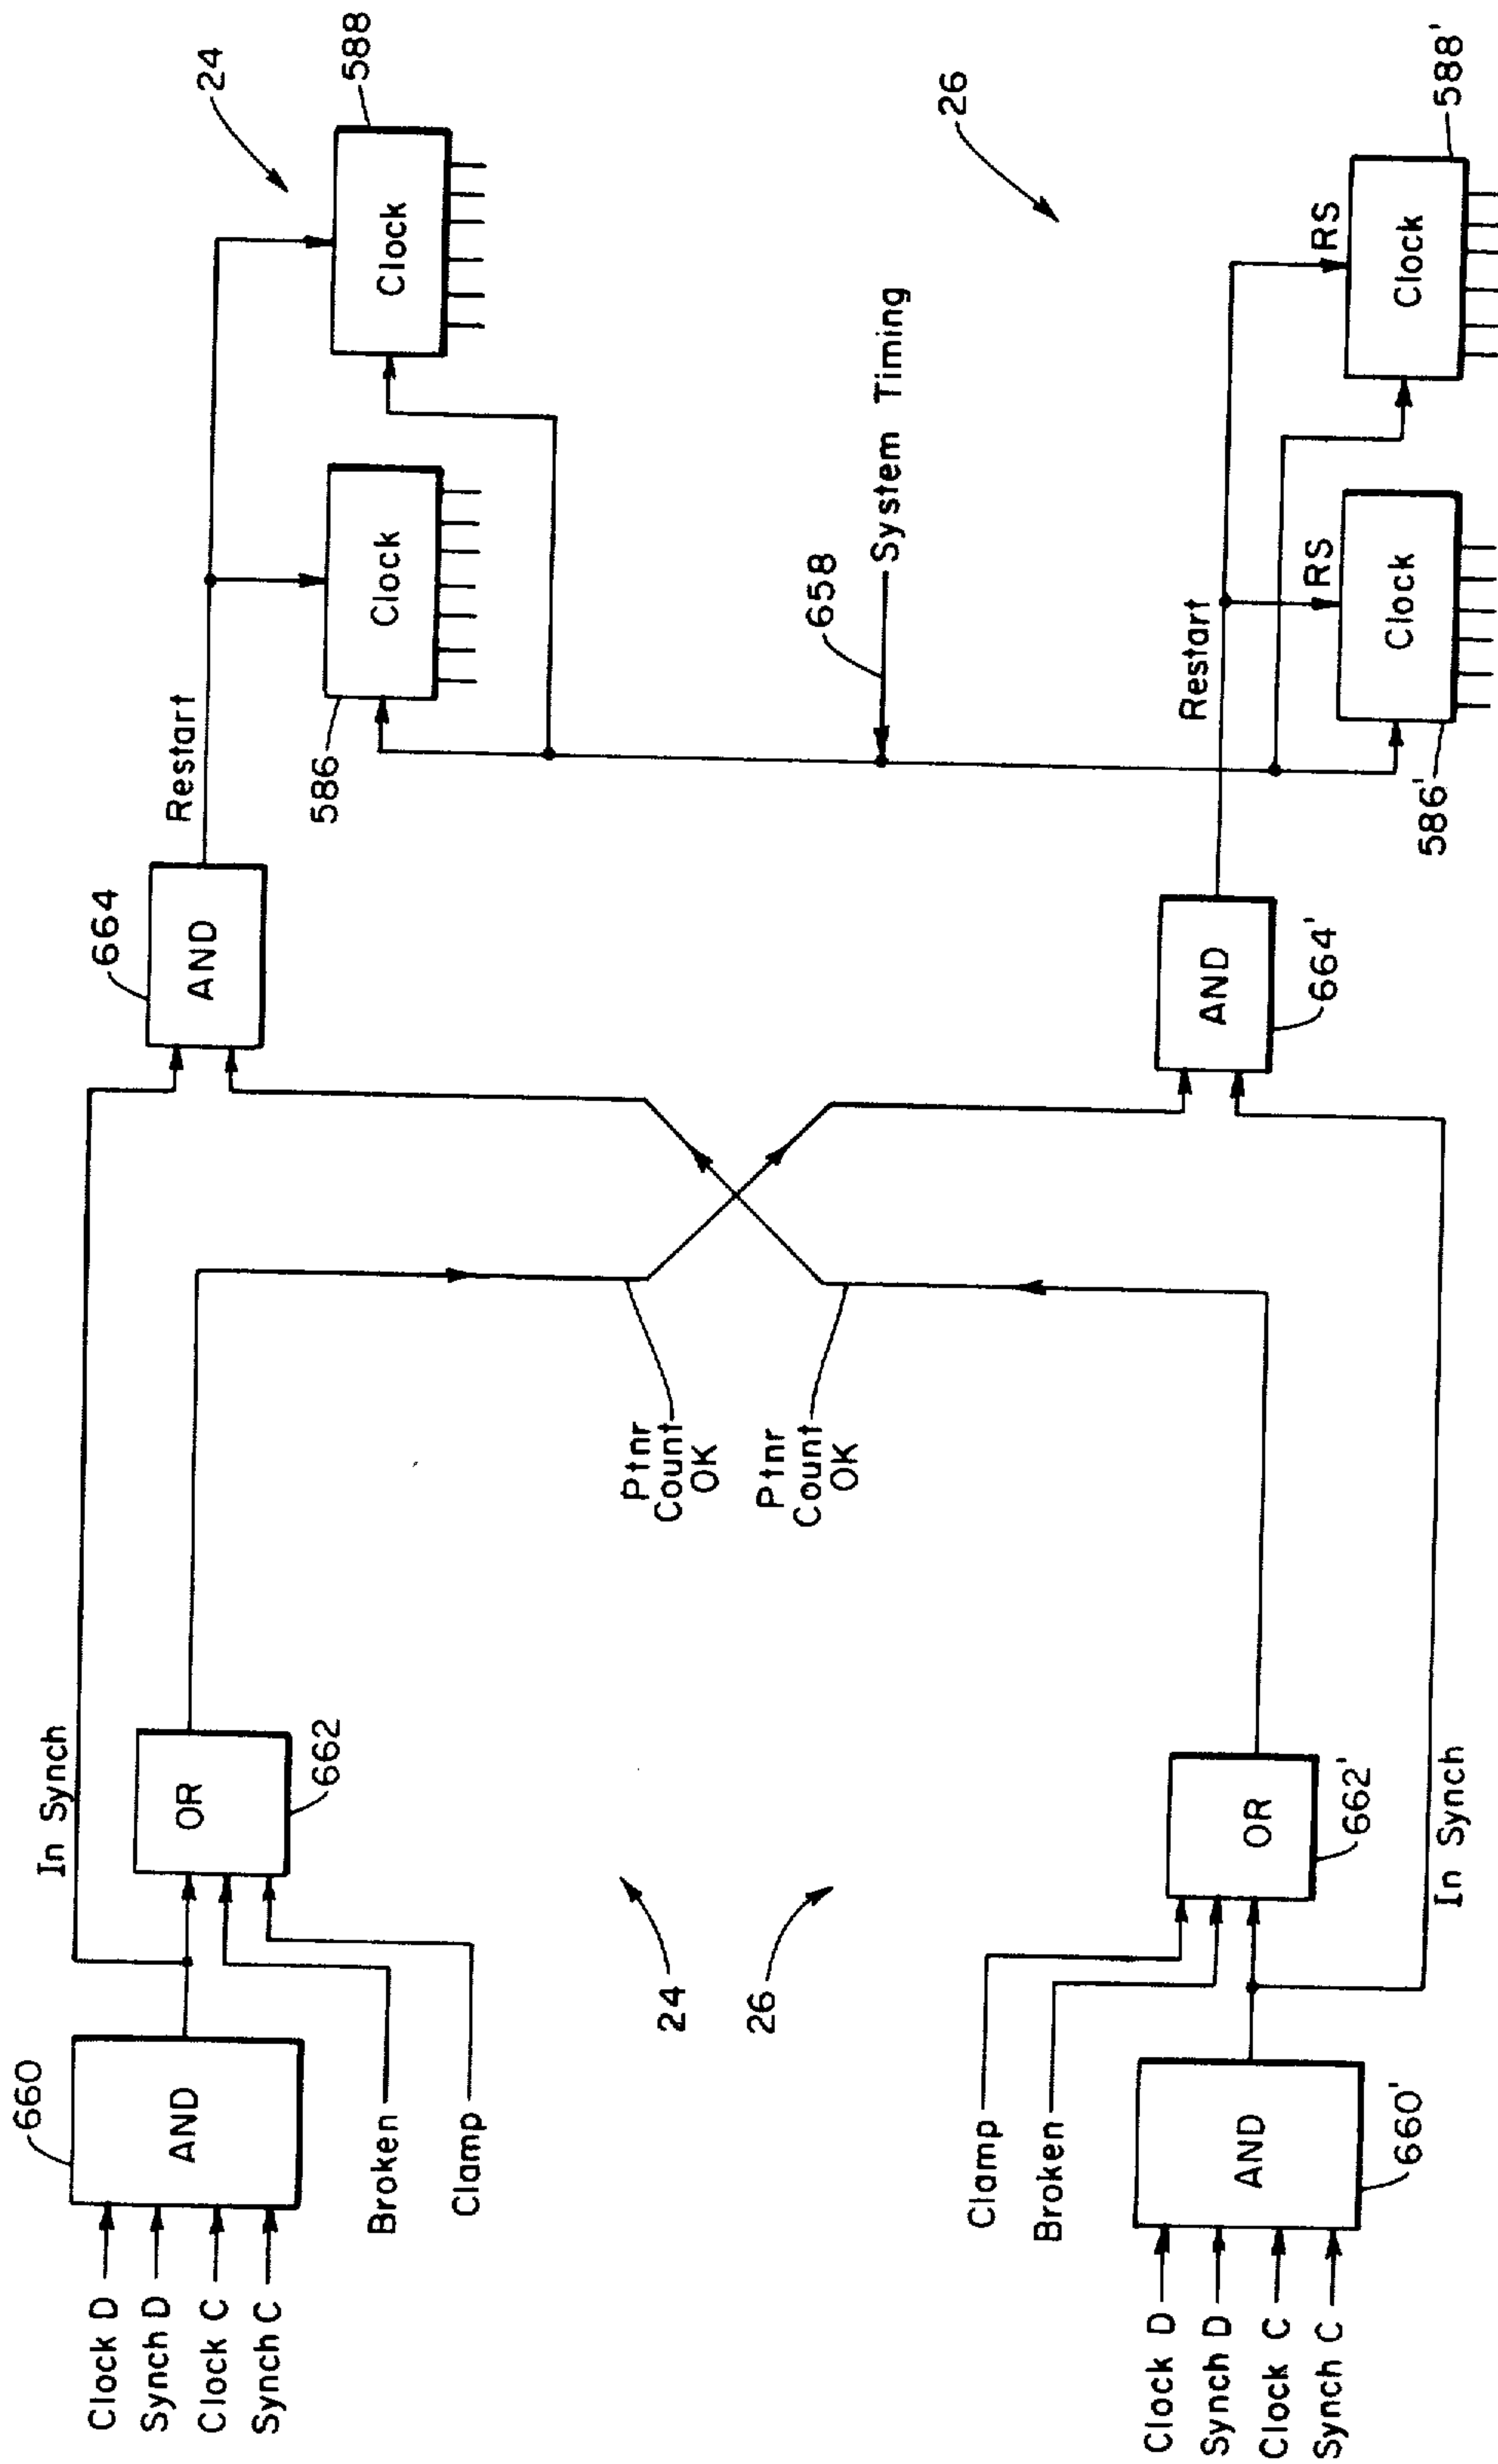 Clock D
Synch D
Clock C
Synch C
660
AND
Broken
Clamp
In Synch
OR
662
Ptnr
Count
OK
664
AND
Restart
586
Clock
24
588
Clock
24
26
658
System Timing
26
Ptnr
Count
OK
Clamp
Broken
Clock D
Synch D
Clock C
Synch C
AND
660'
OR
662'
In Synch
AND
664'
Restart
RS
Clock
586'
RS
Clock
588'